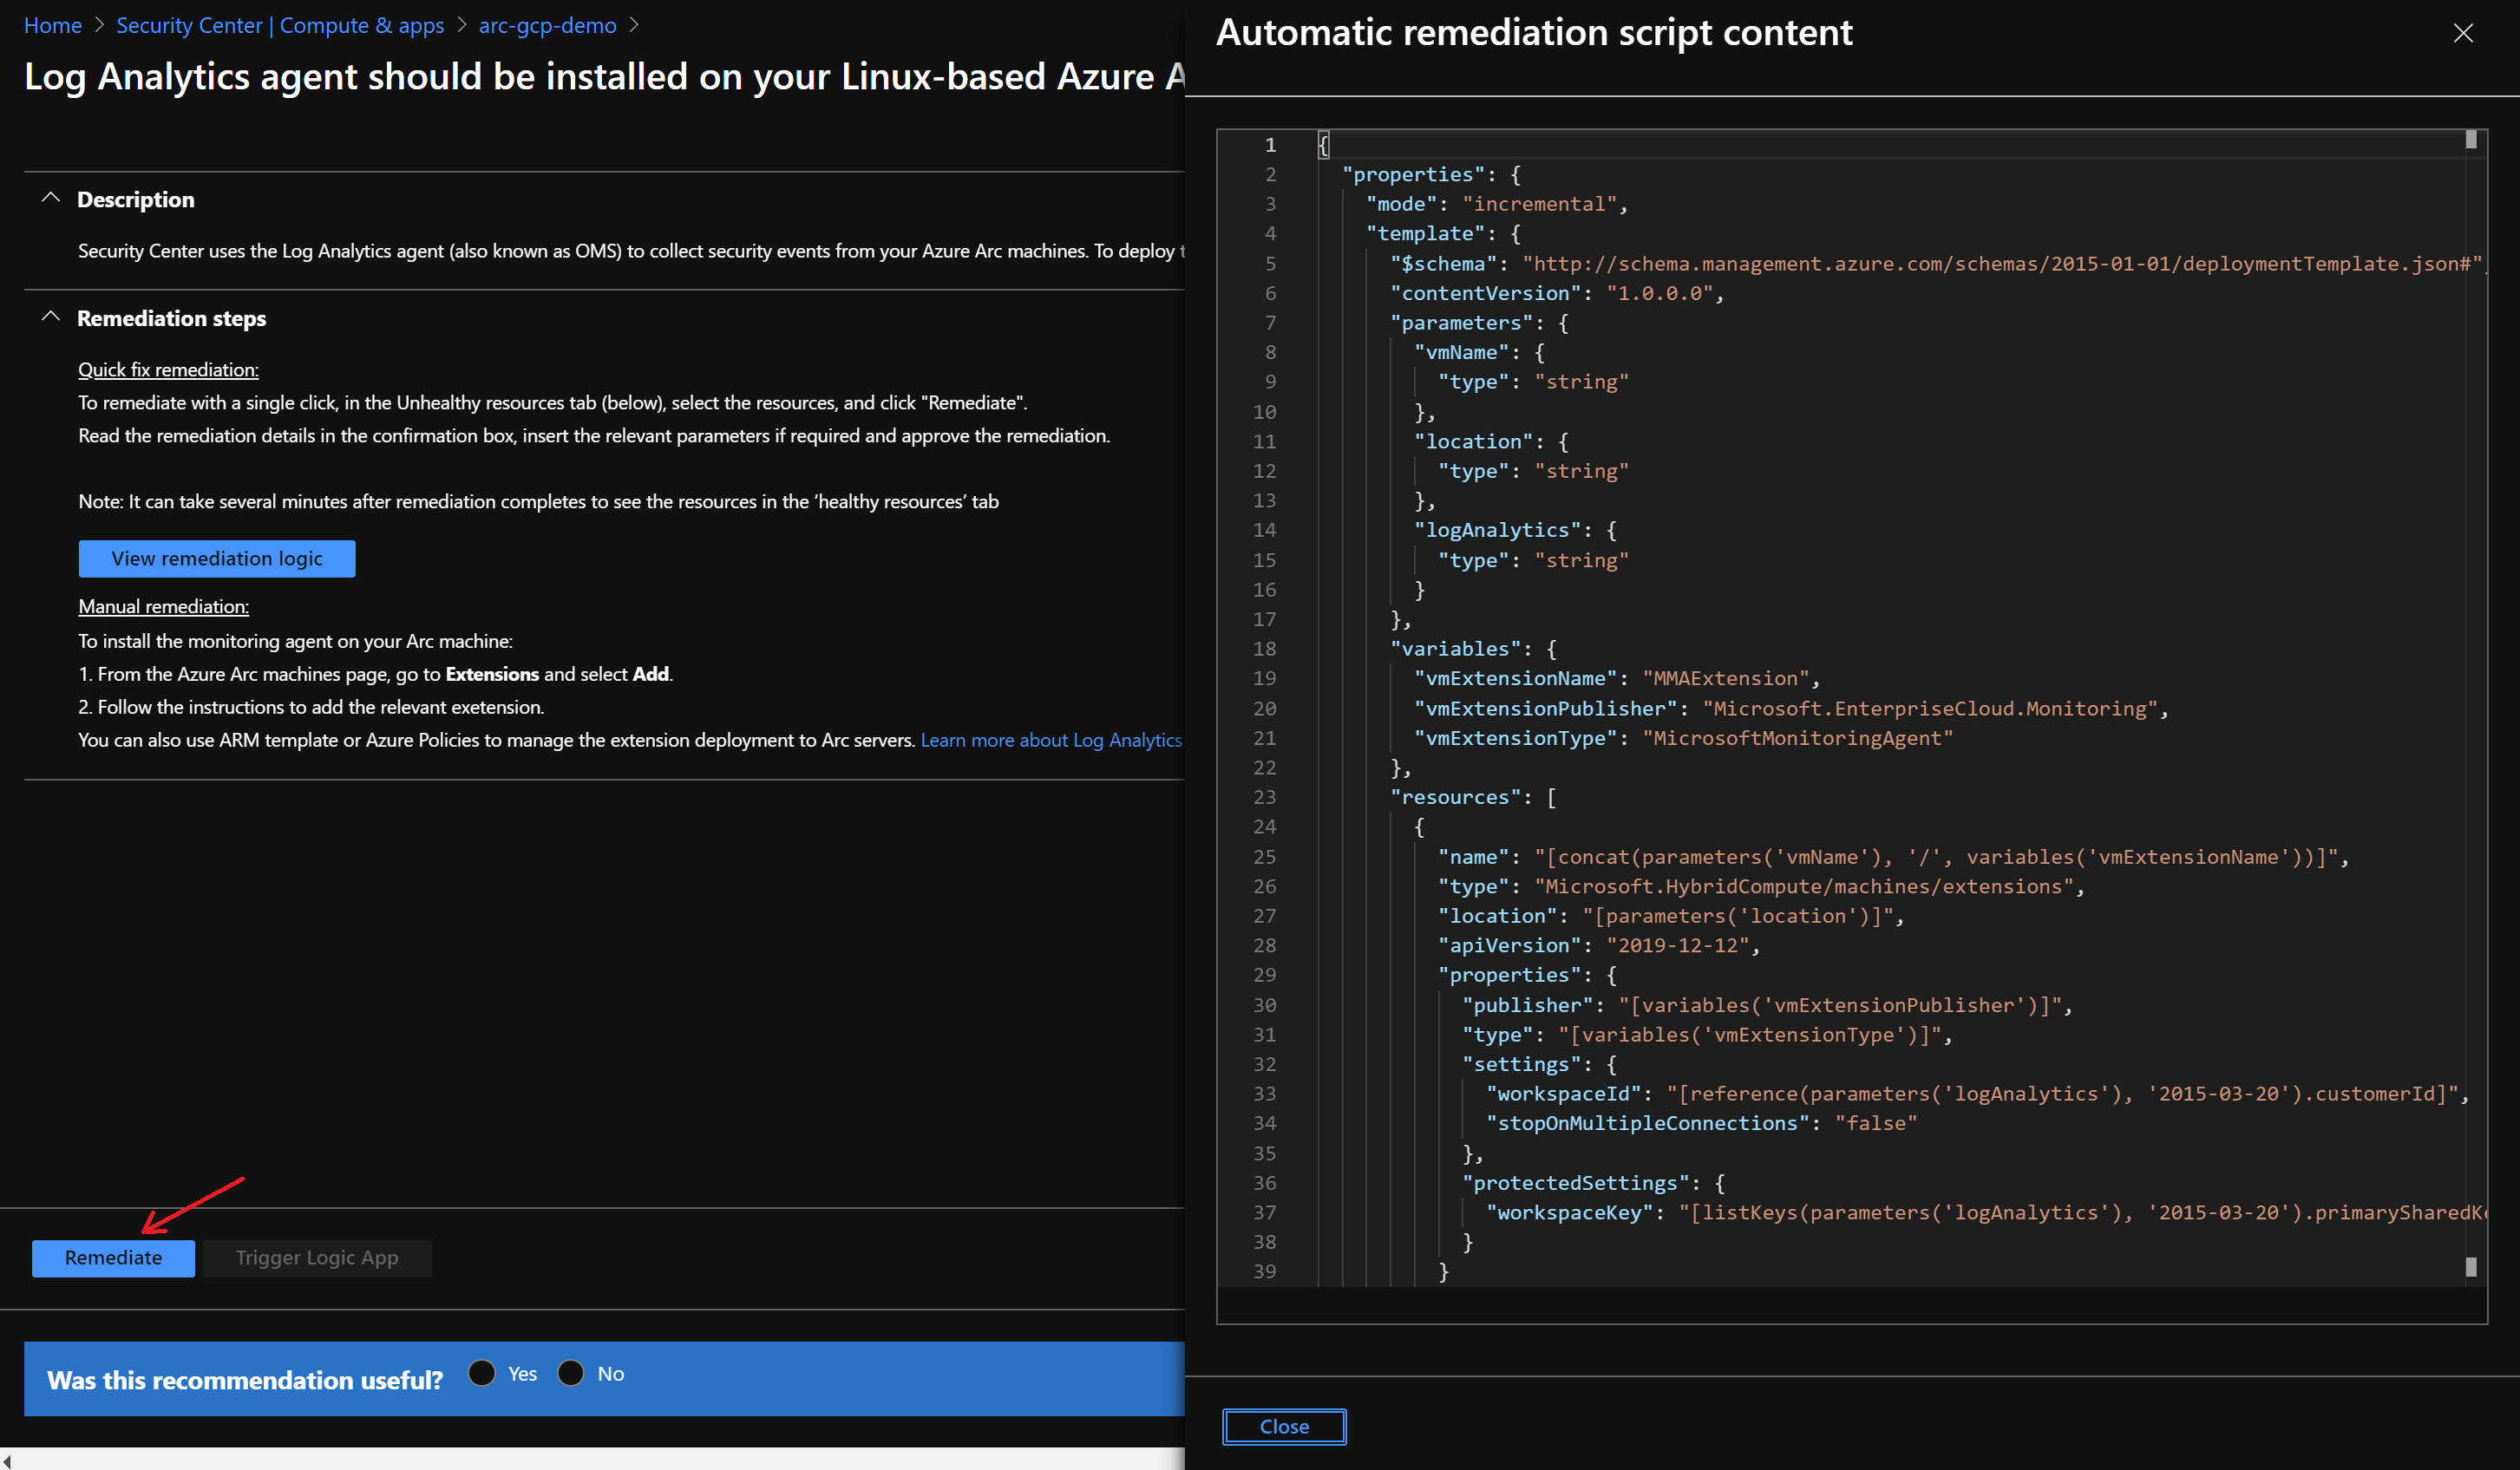 Home > Security Center | Compute & apps > arc-gcp-demo >
Log Analytics agent should be installed on your Linux-based Azure A
Description
Security Center uses the Log Analytics agent (also known as OMS) to collect security events from your Azure Arc machines. To deploy t
Remediation steps
Quick fix remediation:
To remediate with a single click, in the Unhealthy resources tab (below), select the resources, and click "Remediate".
Read the remediation details in the confirmation box, insert the relevant parameters if required and approve the remediation.
Note: It can take several minutes after remediation completes to see the resources in the ‘healthy resources’ tab
View remediation logic
Manual remediation:
To install the monitoring agent on your Arc machine:
1. From the Azure Arc machines page, go to Extensions and select Add.
2. Follow the instructions to add the relevant exetension.
You can also use ARM template or Azure Policies to manage the extension deployment to Arc servers. Learn more about Log Analytics
Remediate
Trigger Logic App
Was this recommendation useful? Yes No
Automatic remediation script content
1 {
2 "properties": {
3 "mode": "incremental",
4 "template": {
5 "$schema": "http://schema.management.azure.com/schemas/2015-01-01/deploymentTemplate.json#",
6 "contentVersion": "1.0.0.0",
7 "parameters": {
8 "vmName": {
9 "type": "string"
10 },
11 "location": {
12 "type": "string"
13 },
14 "logAnalytics": {
15 "type": "string"
16 }
17 },
18 "variables": {
19 "vmExtensionName": "MMAExtension",
20 "vmExtensionPublisher": "Microsoft.EnterpriseCloud.Monitoring",
21 "vmExtensionType": "MicrosoftMonitoringAgent"
22 },
23 "resources": [
24 {
25 "name": "[concat(parameters('vmName'), '/', variables('vmExtensionName'))]",
26 "type": "Microsoft.HybridCompute/machines/extensions",
27 "location": "[parameters('location')]",
28 "apiVersion": "2019-12-12",
29 "properties": {
30 "publisher": "[variables('vmExtensionPublisher')]",
31 "type": "[variables('vmExtensionType')]",
32 "settings": {
33 "workspaceId": "[reference(parameters('logAnalytics'), '2015-03-20').customerId]",
34 "stopOnMultipleConnections": "false"
35 },
36 "protectedSettings": {
37 "workspaceKey": "[listKeys(parameters('logAnalytics'), '2015-03-20').primarySharedKe
38 }
39 }
Close